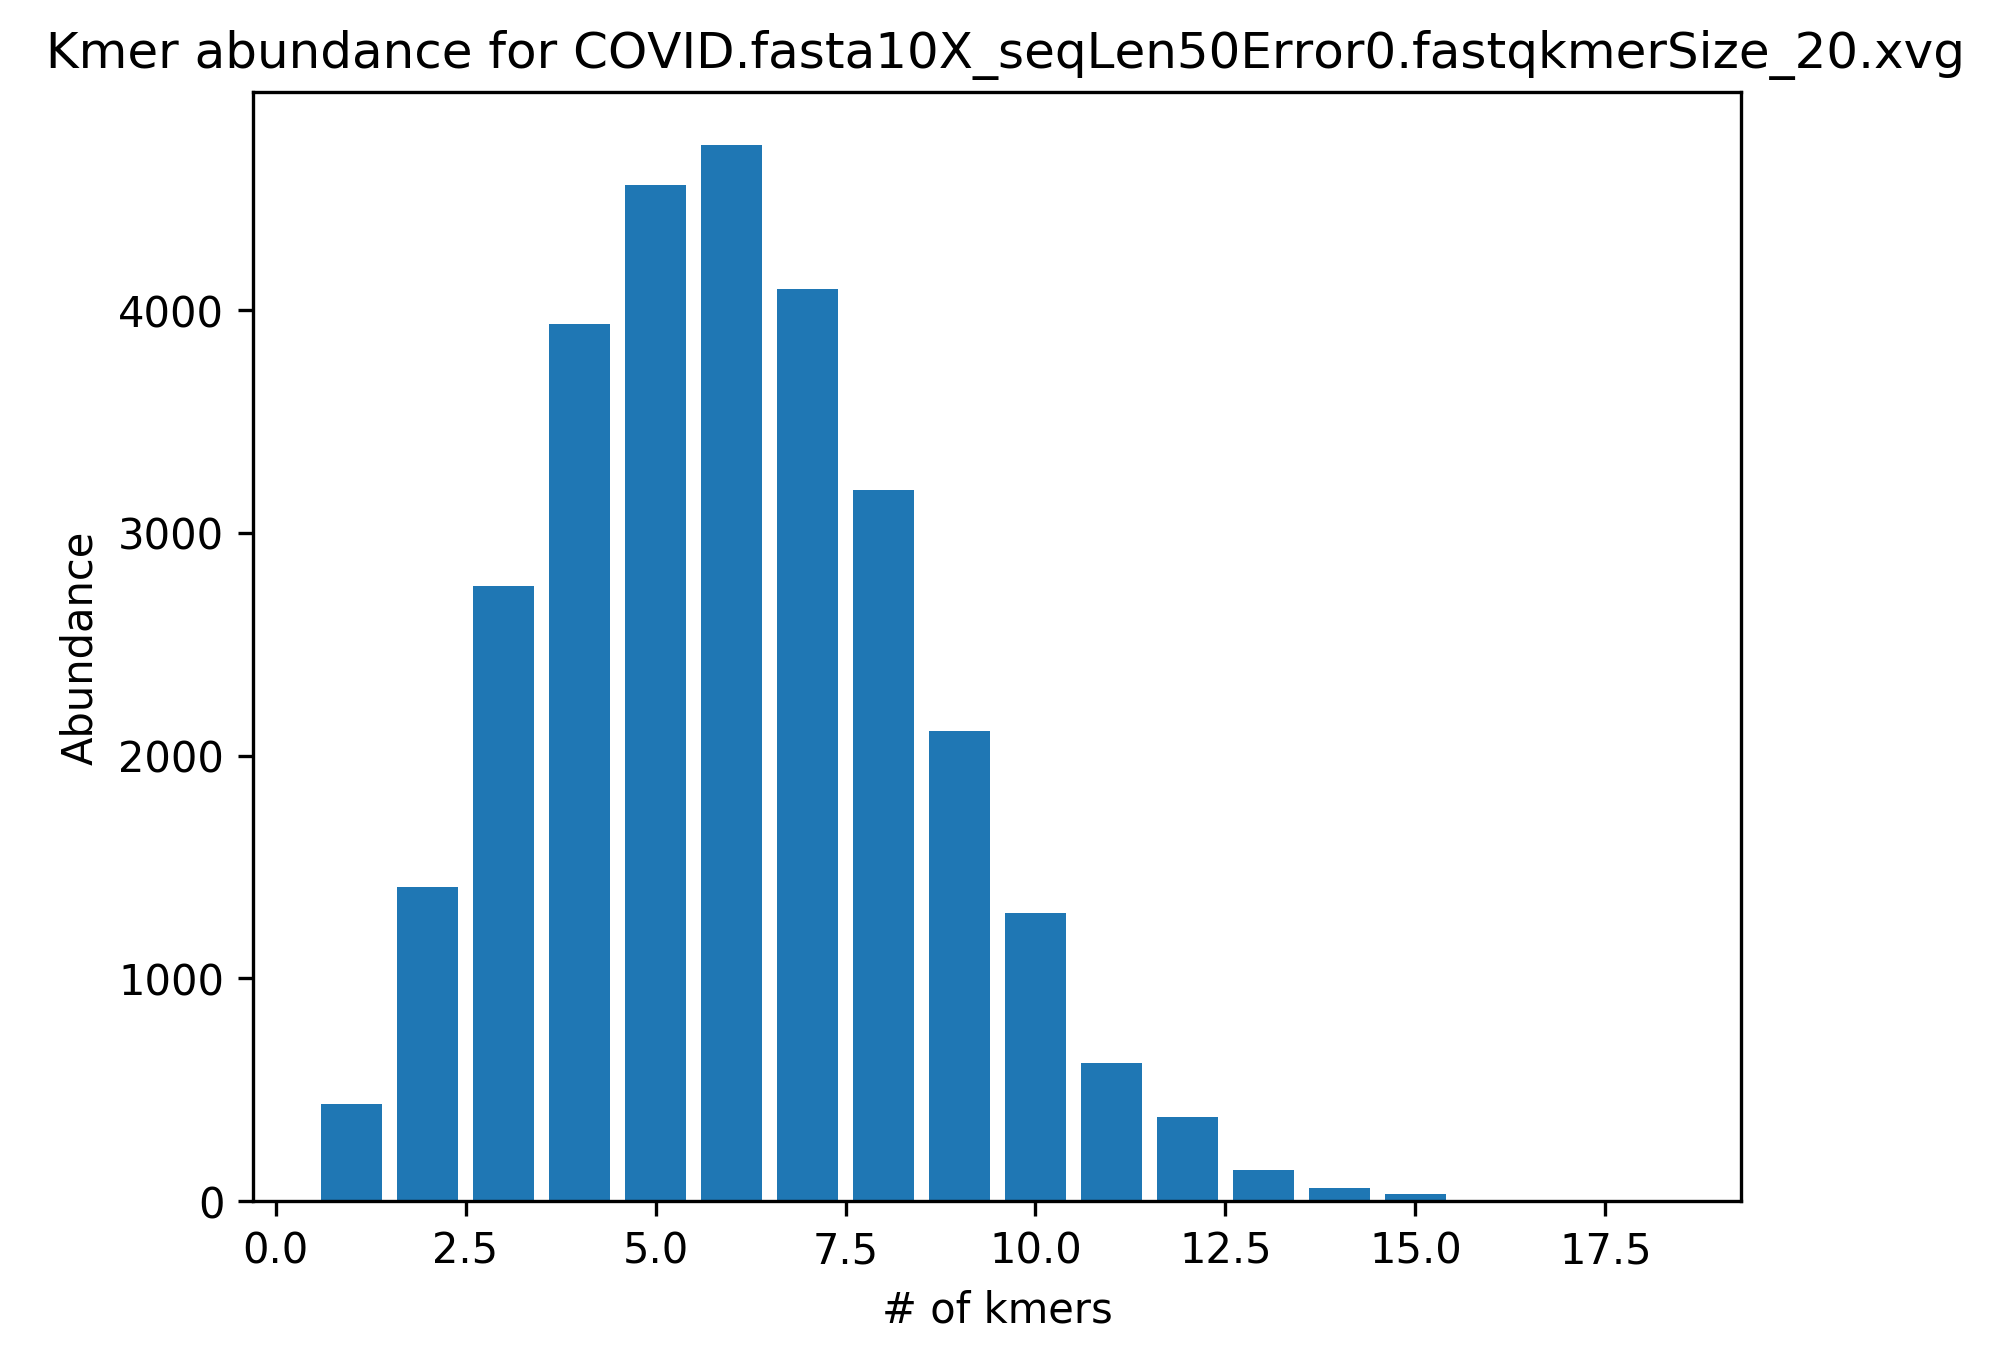 Kmer abundance for COVID.fasta10X_seqLen50Error0.fastqkmerSize_20.xvg
Abundance
4000
3000
2000
1000
0
0.0 2.5 5.0 7.5 10.0 12.5 15.0 17.5
# of kmers